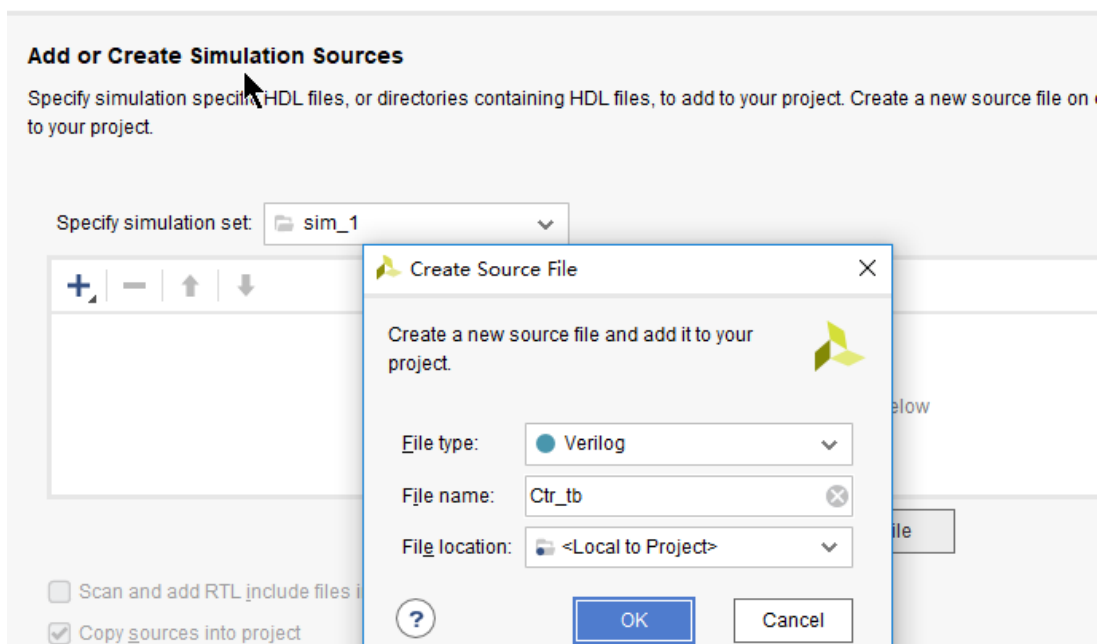 Add or Create Simulation Sources
Specify simulation specific HDL files, or directories containing HDL files, to add to your project. Create a new source file on
to your project.
Specify simulation set: sim_1
Create Source File
Create a new source file and add it to your
project.
File type: Verilog
File name: Ctr_tb
File location: <Local to Project>
Scan and add RTL include files
? OK Cancel
Copy sources into project